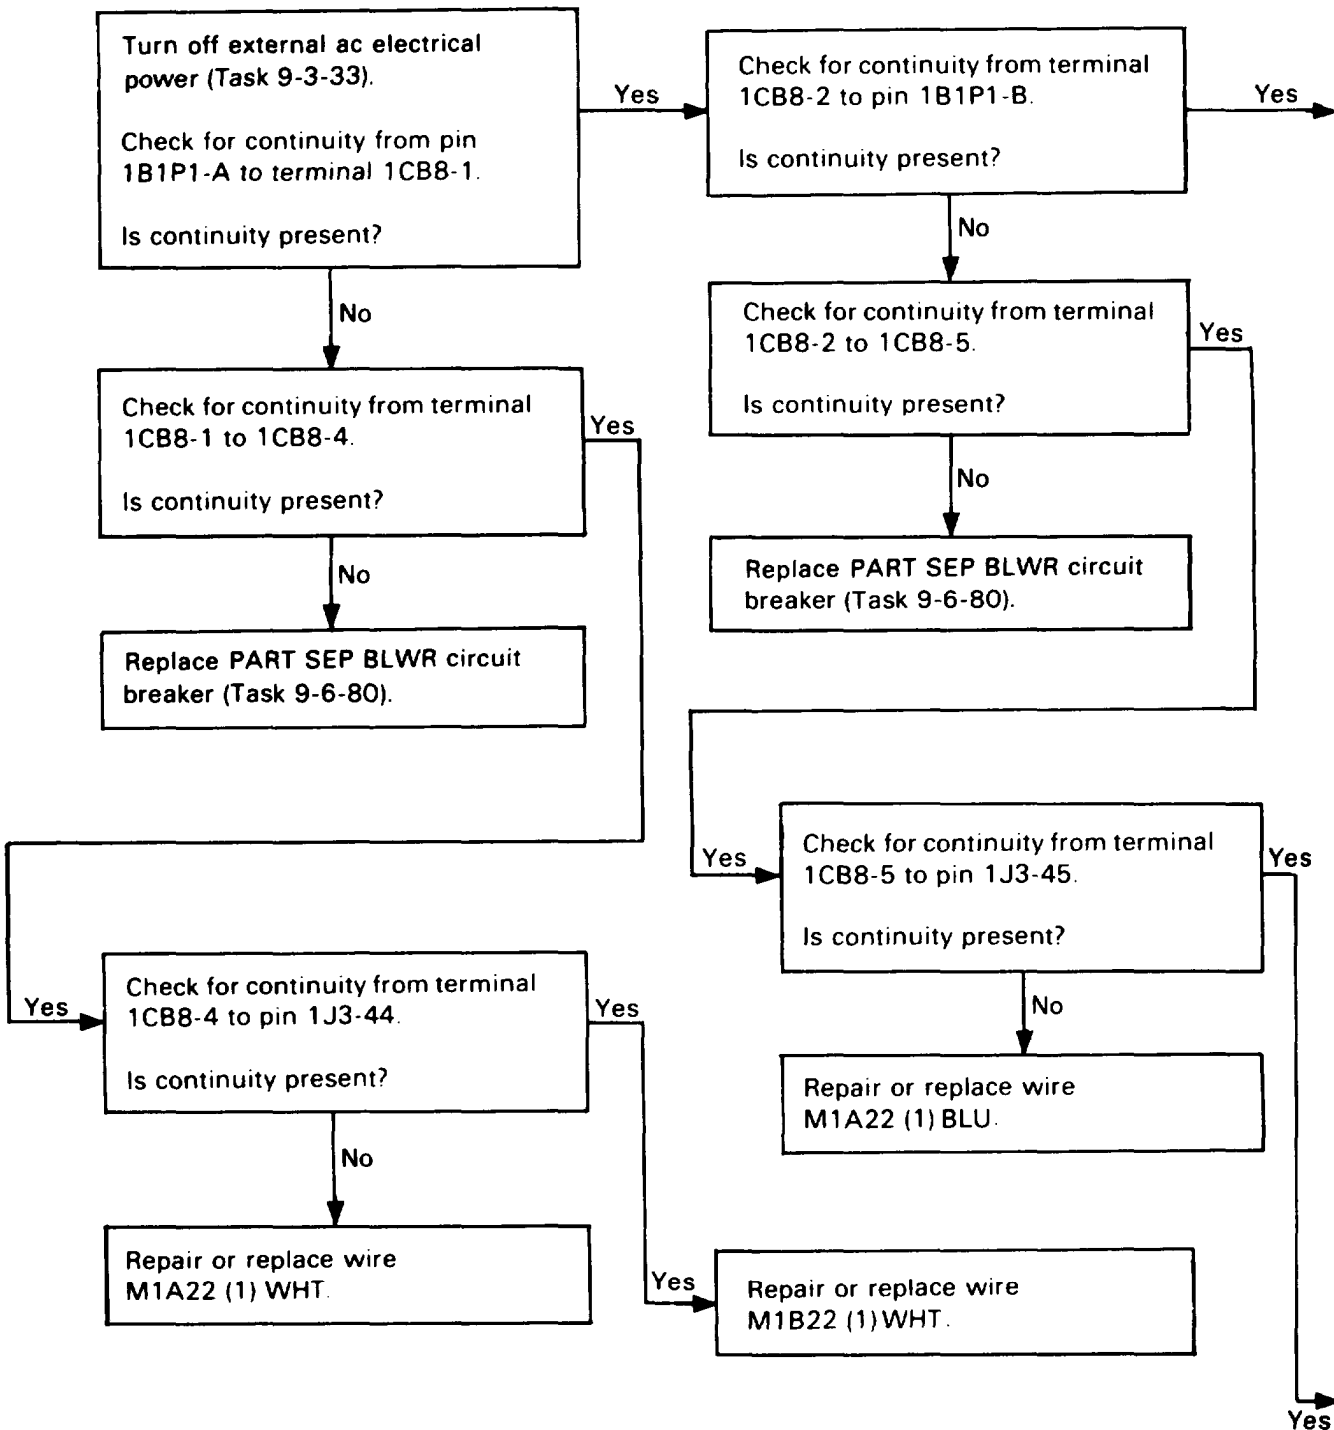 Turn off external ac electrical
power (Task 9-3-33).
Check for continuity from pin
1B1P1-A to terminal 1CB8-1.
Is continuity present?
Yes
Check for continuity from terminal
1CB8-2 to pin 1B1P1-B.
Is continuity present?
Yes
No
No
Check for continuity from terminal
1CB8-2 to 1CB8-5.
Is continuity present?
Yes
Check for continuity from terminal
1CB8-1 to 1CB8-4.
Is continuity present?
Yes
No
No
Replace PART SEP BLWR circuit
breaker (Task 9-6-80).
Replace PART SEP BLWR circuit
breaker (Task 9-6-80).
Yes
Check for continuity from terminal
1CB8-5 to pin 1J3-45.
Is continuity present?
Yes
Yes
Check for continuity from terminal
1CB8-4 to pin 1J3-44.
Is continuity present?
Yes
No
Repair or replace wire
M1A22 (1) BLU.
No
Repair or replace wire
M1A22 (1) WHT.
Yes
Repair or replace wire
M1B22 (1) WHT.
Yes